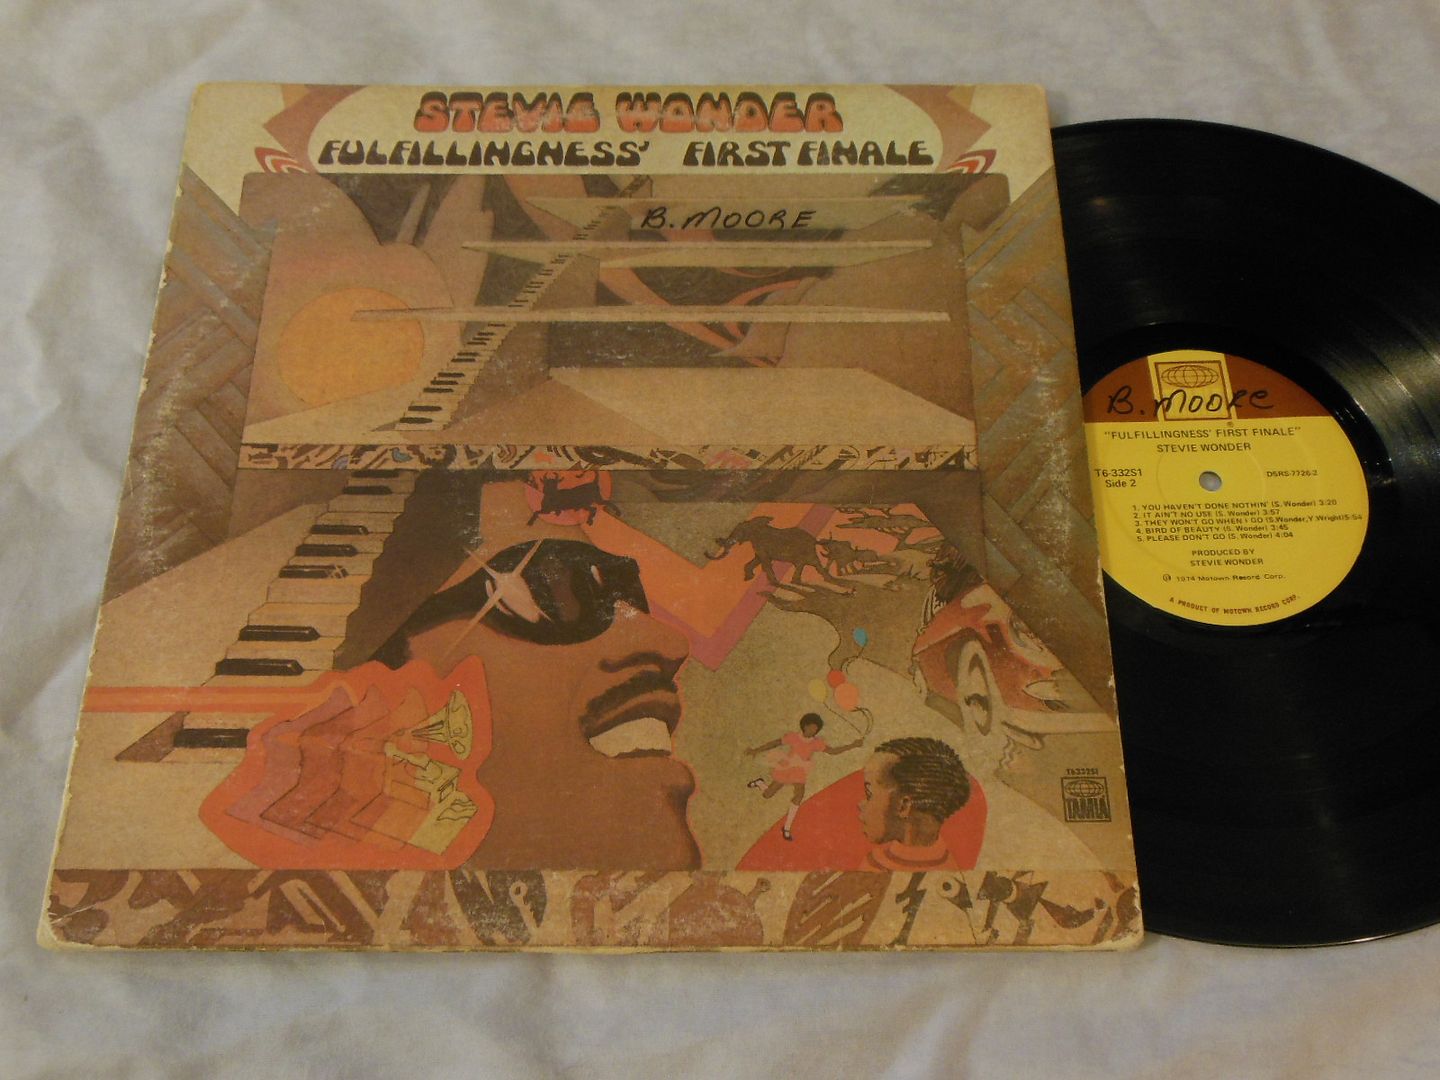 STEVIE WONDER
FULFILLINGNESS' FIRST FINALE
B. MOORE
T6332S1
TAMLA
B. MOORE
"FULFILLINGNESS' FIRST FINALE"
STEVIE WONDER
T6-332S1
Side 2
DSRS-7726-2
1. YOU HAVEN'T DONE NOTHIN' (S. Wonder) 3:20
2. IT AIN'T NO USE (S. Wonder) 3:57
3. THEY WON'T GO WHEN I GO (S.Wonder, Y.Wright)
4. BIRD OF BEAUTY (S. Wonder) 3:45
5. PLEASE DON'T GO (S. Wonder) 4:04
PRODUCED BY
STEVIE WONDER
℗ 1974 Motown Record Corp.
A PRODUCT OF MOTOWN RECORD CORP.